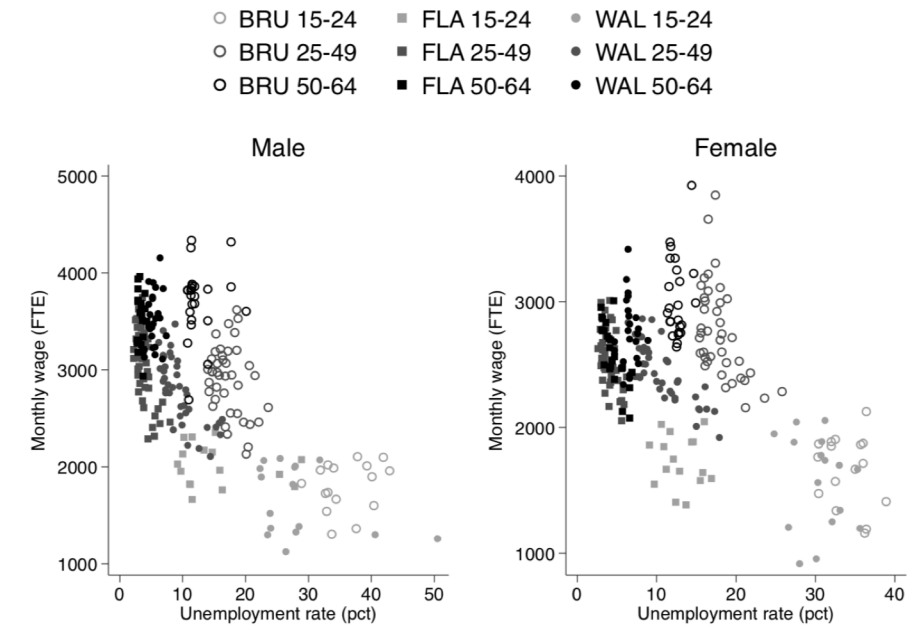 BRU 15-24 FLA 15-24 WAL 15-24
BRU 25-49 FLA 25-49 WAL 25-49
BRU 50-64 FLA 50-64 WAL 50-64
Male
Monthly wage (FTE)
5000
4000
3000
2000
1000
0 10 20 30 40 50
Unemployment rate (pct)
Female
Monthly wage (FTE)
4000
3000
2000
1000
0 10 20 30 40
Unemployment rate (pct)